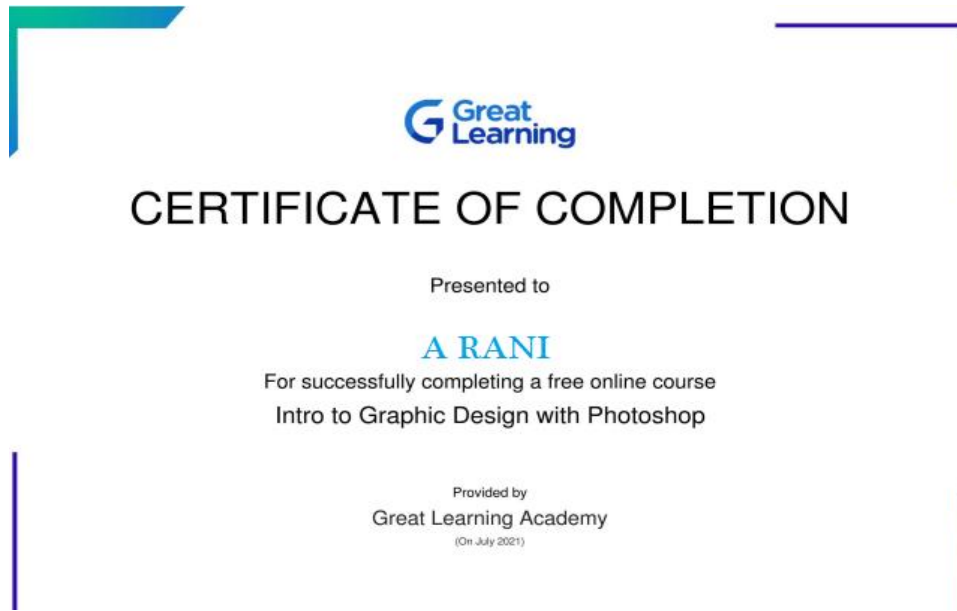 Great
Learning
CERTIFICATE OF COMPLETION
Presented to
A RANI
For successfully completing a free online course
Intro to Graphic Design with Photoshop
Provided by
Great Learning Academy
(On July 2021)